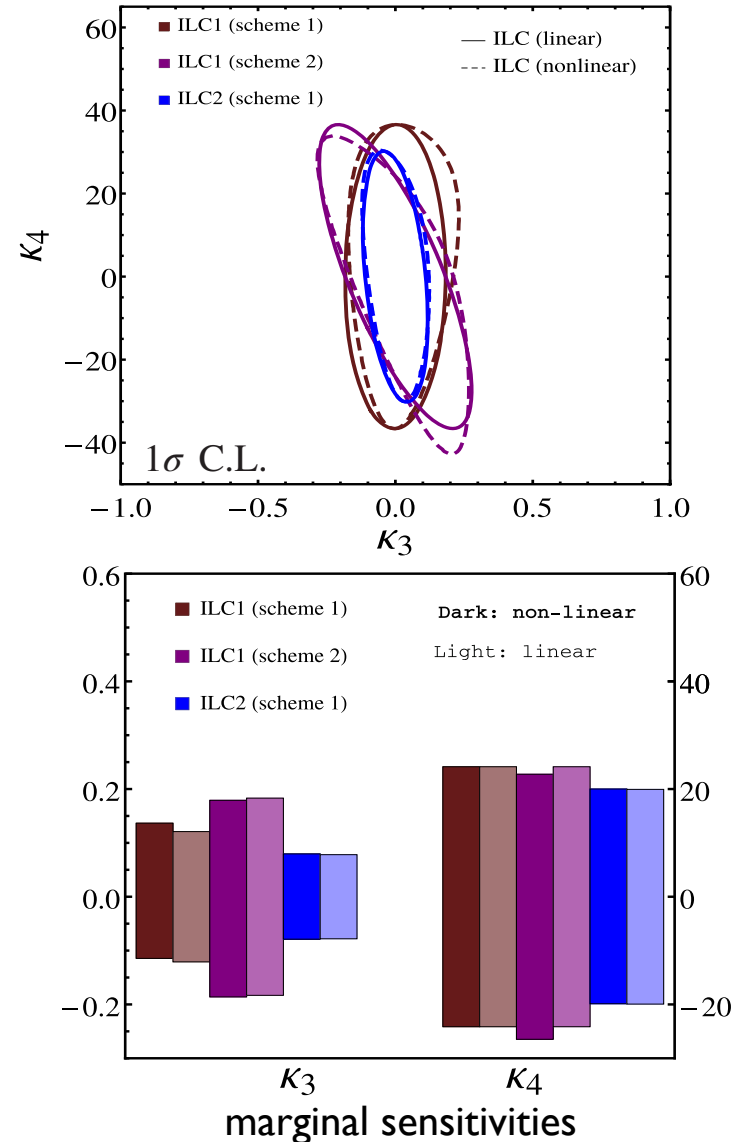 60
40
20
0
−20
−40
κ4
ILC1 (scheme 1)
ILC1 (scheme 2)
ILC2 (scheme 1)
ILC (linear)
ILC (nonlinear)
1σ C.L.
−1.0 −0.5 0.0 0.5 1.0
κ3
0.6
0.4
0.2
0.0
−0.2
ILC1 (scheme 1)
ILC1 (scheme 2)
ILC2 (scheme 1)
Dark: non-linear
Light: linear
60
40
20
0
−20
κ3 κ4
marginal sensitivities